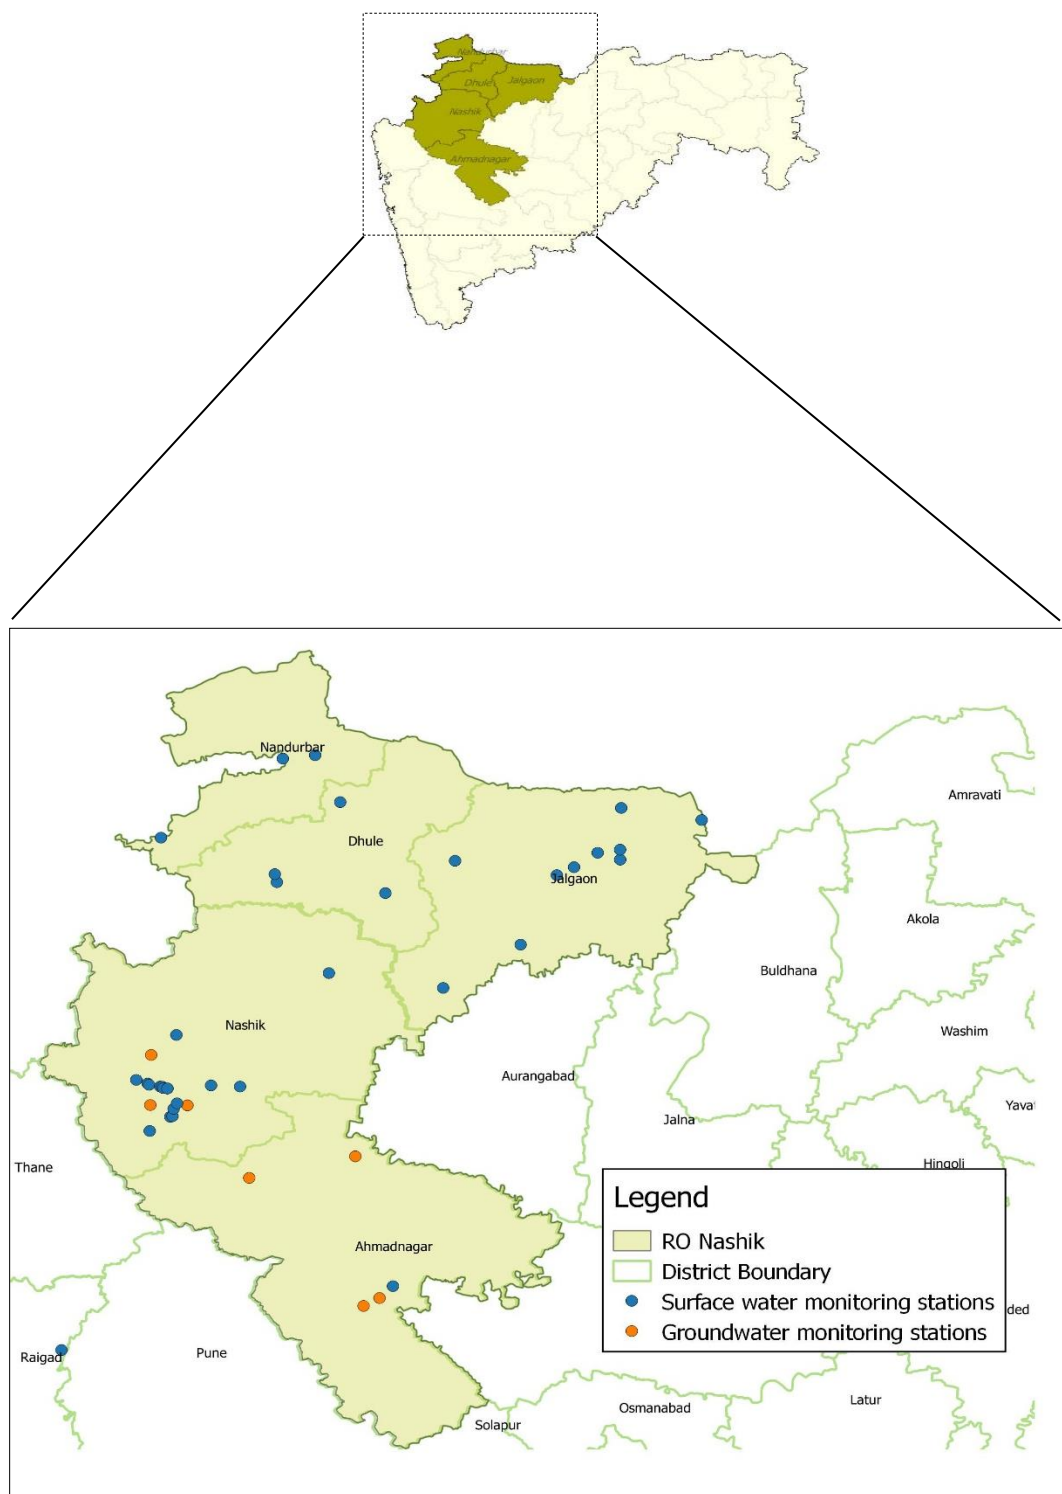 Nandurbar
Dhule
Jalgaon
Nashik
Ahmadnagar
Nandurbar
Amravati
Dhule
Jalgaon
Akola
Buldhana
Nashik
Washim
Aurangabad
Yavat
Jalna
Hingoli
Thane
Legend
RO Nashik
Ahmadnagar
District Boundary
Surface water monitoring stations
ded
Groundwater monitoring stations
Raigad
Pune
Latur
Osmanabad
Solapur